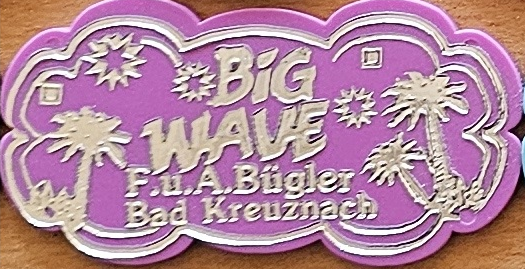 BiG
WAVE
F.u.A.Bügler
Bad Kreuznach